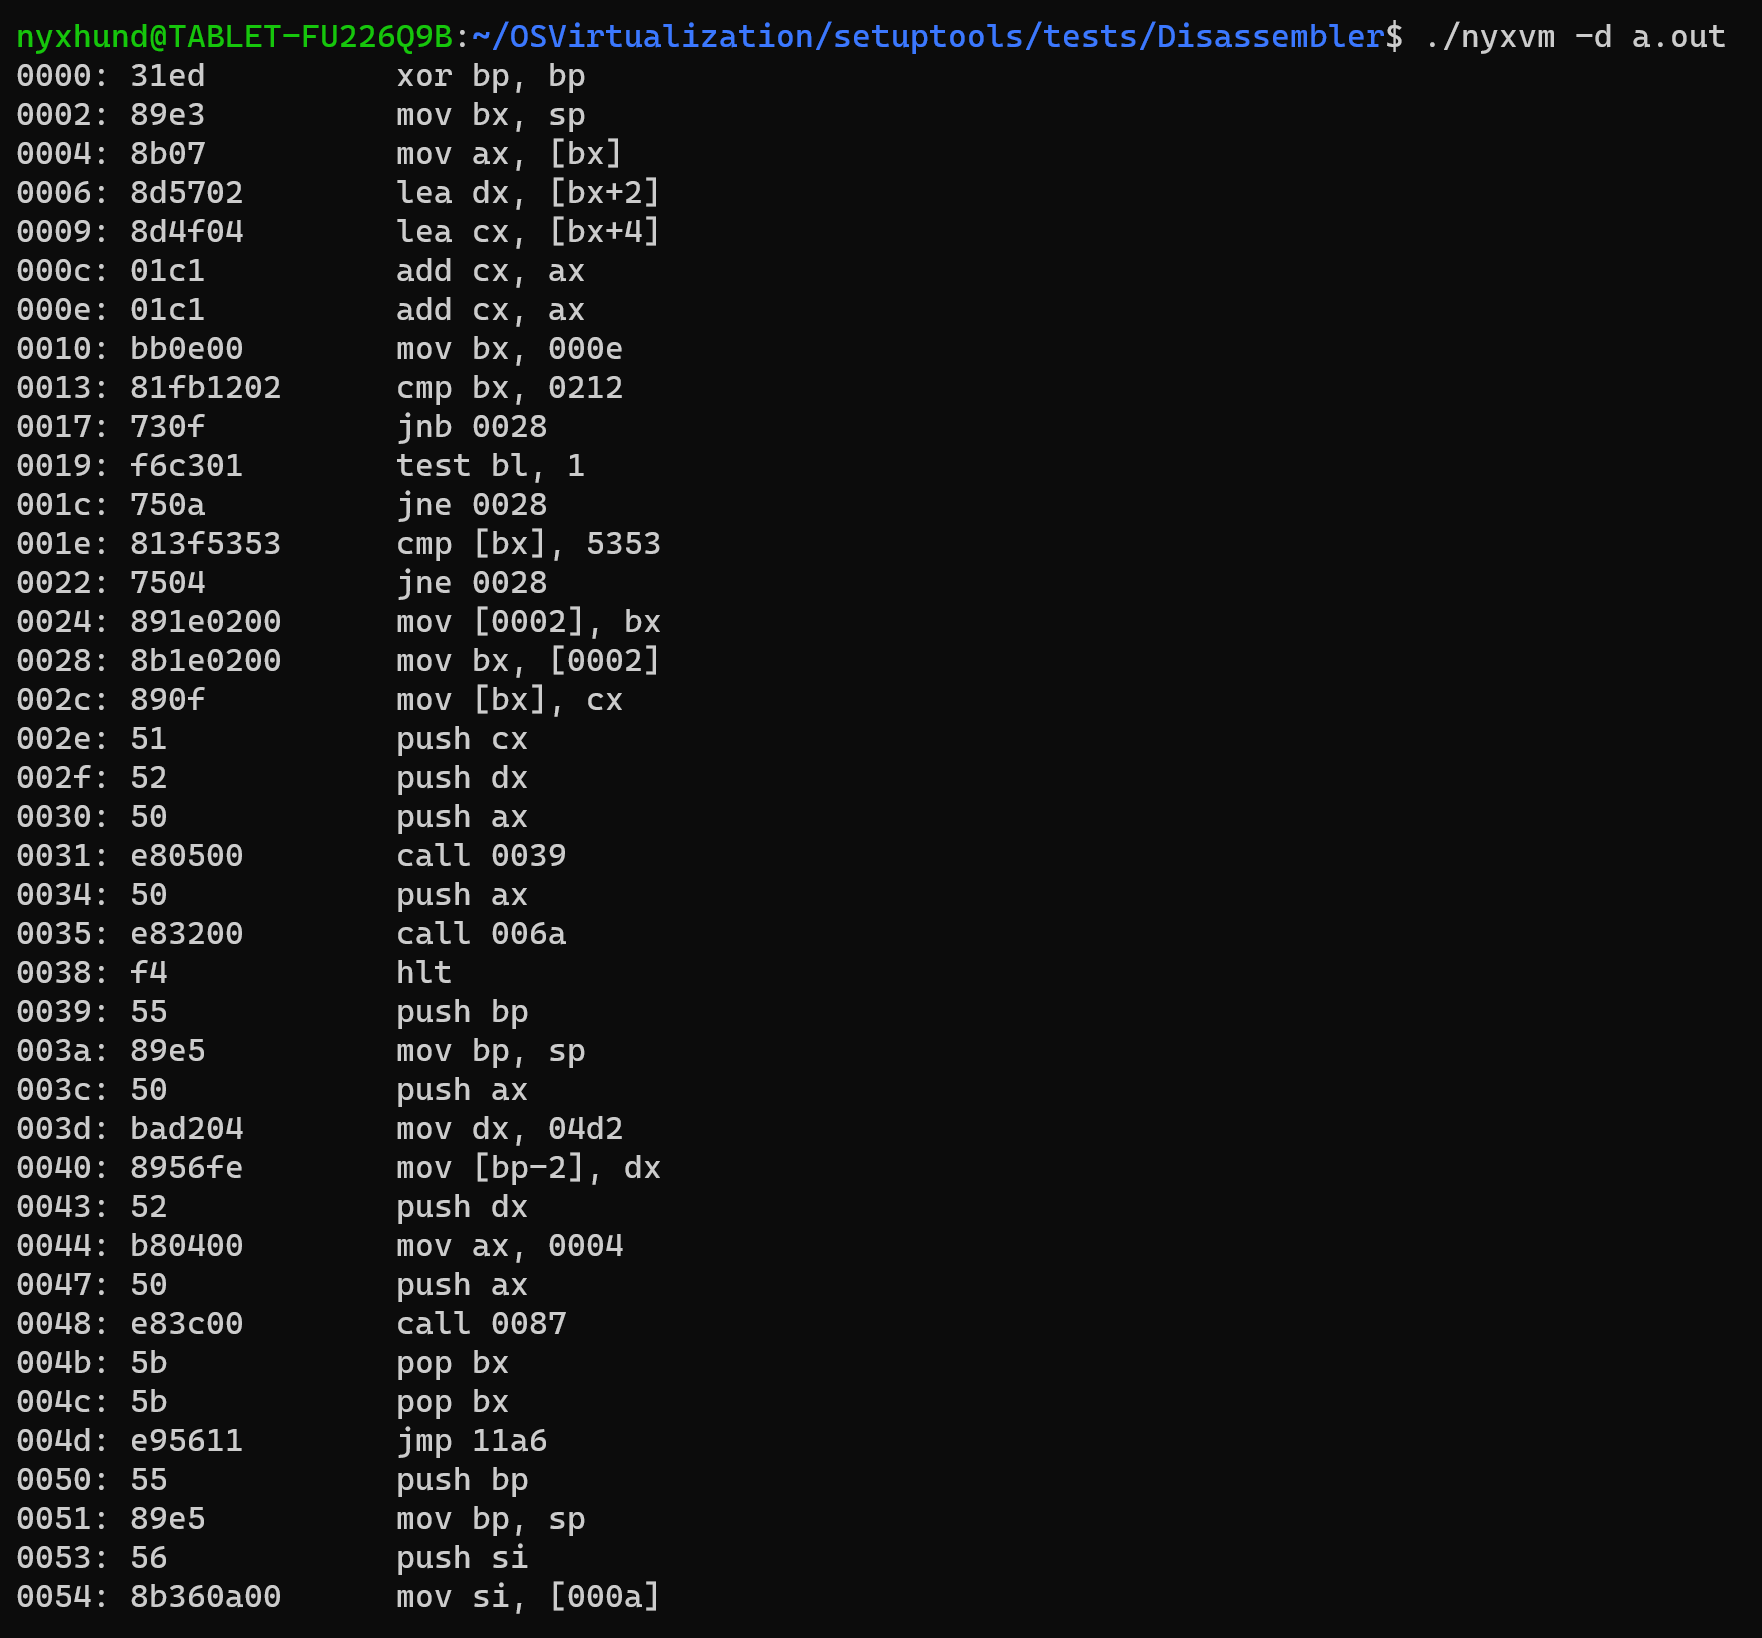 nyxhund@TABLET-FU226Q9B:~/OSVirtualization/setuptools/tests/Disassembler$ ./nyxvm -d a.out
0000: 31ed          xor bp, bp
0002: 89e3          mov bx, sp
0004: 8b07          mov ax, [bx]
0006: 8d5702        lea dx, [bx+2]
0009: 8d4f04        lea cx, [bx+4]
000c: 01c1          add cx, ax
000e: 01c1          add cx, ax
0010: bb0e00        mov bx, 000e
0013: 81fb1202      cmp bx, 0212
0017: 730f          jnb 0028
0019: f6c301        test bl, 1
001c: 750a          jne 0028
001e: 813f5353      cmp [bx], 5353
0022: 7504          jne 0028
0024: 891e0200      mov [0002], bx
0028: 8b1e0200      mov bx, [0002]
002c: 890f          mov [bx], cx
002e: 51            push cx
002f: 52            push dx
0030: 50            push ax
0031: e80500        call 0039
0034: 50            push ax
0035: e83200        call 006a
0038: f4            hlt
0039: 55            push bp
003a: 89e5          mov bp, sp
003c: 50            push ax
003d: bad204        mov dx, 04d2
0040: 8956fe        mov [bp-2], dx
0043: 52            push dx
0044: b80400        mov ax, 0004
0047: 50            push ax
0048: e83c00        call 0087
004b: 5b            pop bx
004c: 5b            pop bx
004d: e95611        jmp 11a6
0050: 55            push bp
0051: 89e5          mov bp, sp
0053: 56            push si
0054: 8b360a00      mov si, [000a]